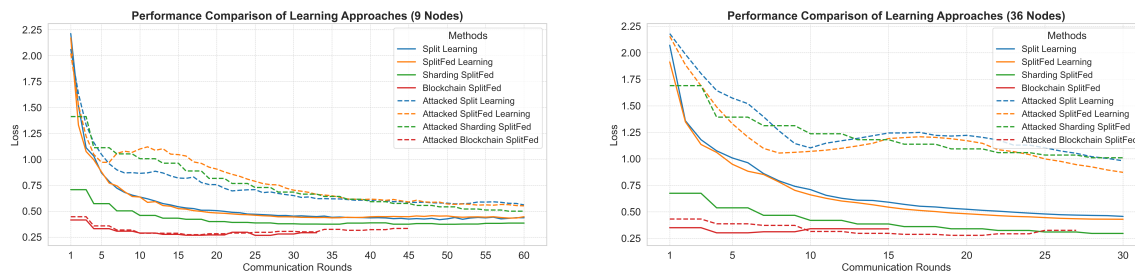 Performance Comparison of Learning Approaches (9 Nodes)
2.25
2.00
1.75
1.50
1.25
1.00
0.75
0.50
0.25
Loss
1
5
10
15
20
25
30
35
40
45
50
55
60
Communication Rounds
Methods
Split Learning
SplitFed Learning
Sharding SplitFed
Blockchain SplitFed
Attacked Split Learning
Attacked SplitFed Learning
Attacked Sharding SplitFed
Attacked Blockchain SplitFed
Performance Comparison of Learning Approaches (36 Nodes)
2.25
2.00
1.75
1.50
1.25
1.00
0.75
0.50
0.25
Loss
1
5
10
15
20
25
30
Communication Rounds
Methods
Split Learning
SplitFed Learning
Sharding SplitFed
Blockchain SplitFed
Attacked Split Learning
Attacked SplitFed Learning
Attacked Sharding SplitFed
Attacked Blockchain SplitFed